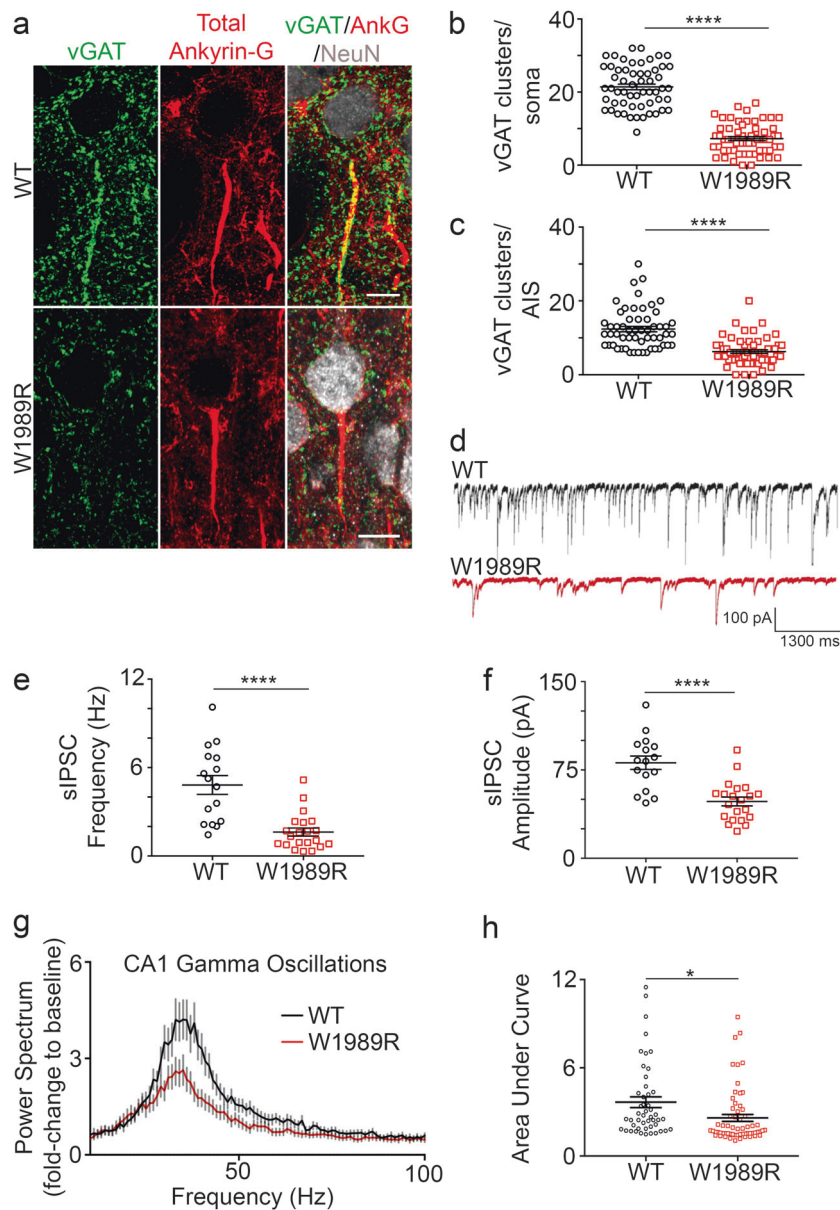 a
vGAT
Total
Ankyrin-G
vGAT/AnkG
/NeuN
WT
W1989R
b
vGAT clusters/
soma
40
20
0
****
WT
W1989R
c
vGAT clusters/
AIS
40
20
0
****
WT
W1989R
d
WT
W1989R
100 pA
1300 ms
e
sIPSC
Frequency (Hz)
12
6
0
****
WT
W1989R
f
sIPSC
Amplitude (pA)
150
75
0
****
WT
W1989R
g
CA1 Gamma Oscillations
Power Spectrum
(fold-change to baseline)
6
3
0
WT
W1989R
50
100
Frequency (Hz)
h
Area Under Curve
12
6
0
*
WT
W1989R